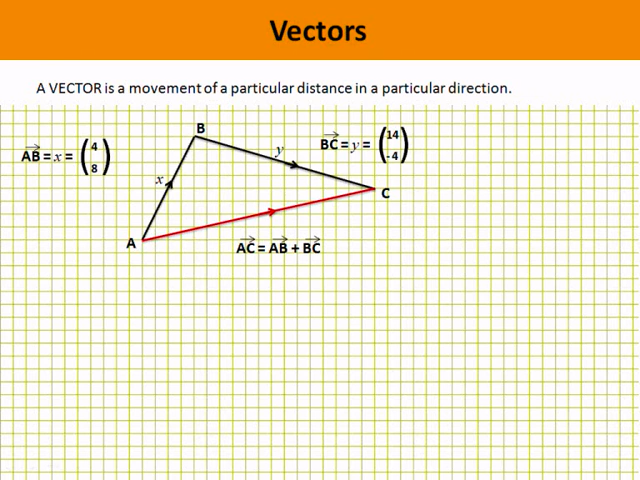 Vectors
A VECTOR is a movement of a particular distance in a particular direction.
B
AB = x = ( 4
8 )
y
BC = y = ( 14
-4 )
x
C
A
AC = AB + BC